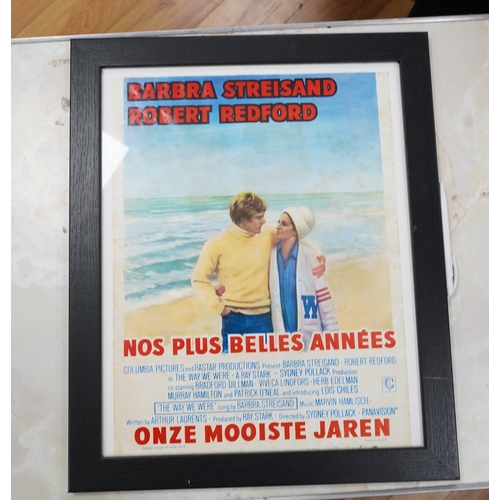 BARBRA STREISAND
ROBERT REDFORD
W
NOS PLUS BELLES ANNÉES
COLUMBIA PICTURES and RASTAR PRODUCTIONS Present BARBRA STREISAND - ROBERT REDFORD
in THE WAY WE WERE - A RAY STARK - SYDNEY POLLACK Production
co-starring BRADFORD DILLMAN - VIVECA LINDFORS - HERB EDELMAN
MURRAY HAMILTON and PATRICK O'NEAL and introducing LOIS CHILES
"THE WAY WE WERE" sung by BARBRA STREISAND Music MARVIN HAMLISCH -
Written by ARTHUR LAURENTS - Produced by RAY STARK - Directed by SYDNEY POLLACK - PANAVISION®
ONZE MOOISTE JAREN